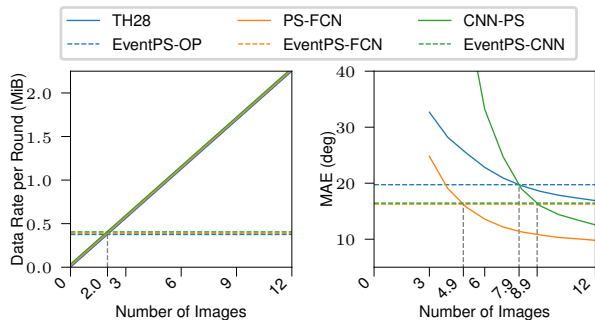 TH28 PS-FCN CNN-PS
EventPS-OP EventPS-FCN EventPS-CNN
Data Rate per Round (MiB)
2.0
1.5
1.0
0.5
0.0
0 2.0 3 6 9 12
Number of Images
MAE (deg)
40
30
20
10
0 3 4.9 6 7.9 8.9 12
Number of Images